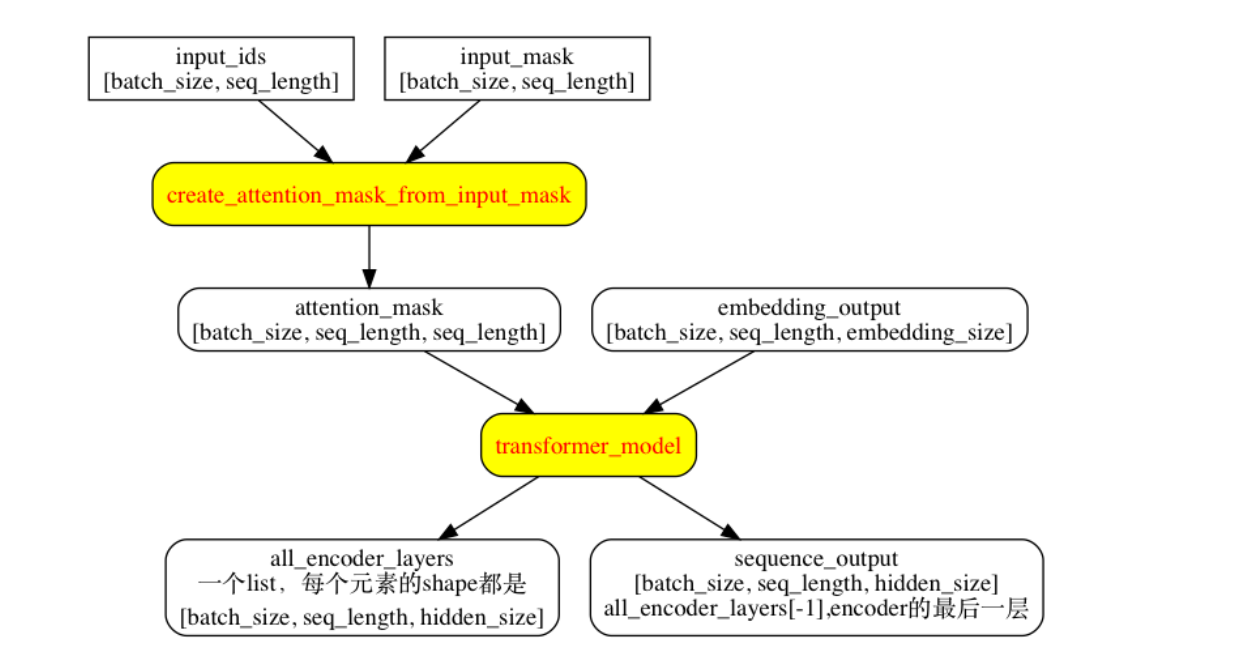 input_ids
[batch_size, seq_length]
input_mask
[batch_size, seq_length]
create_attention_mask_from_input_mask
attention_mask
[batch_size, seq_length, seq_length]
embedding_output
[batch_size, seq_length, embedding_size]
transformer_model
all_encoder_layers
一个list，每个元素的shape都是
[batch_size, seq_length, hidden_size]
sequence_output
[batch_size, seq_length, hidden_size]
all_encoder_layers[-1],encoder的最后一层